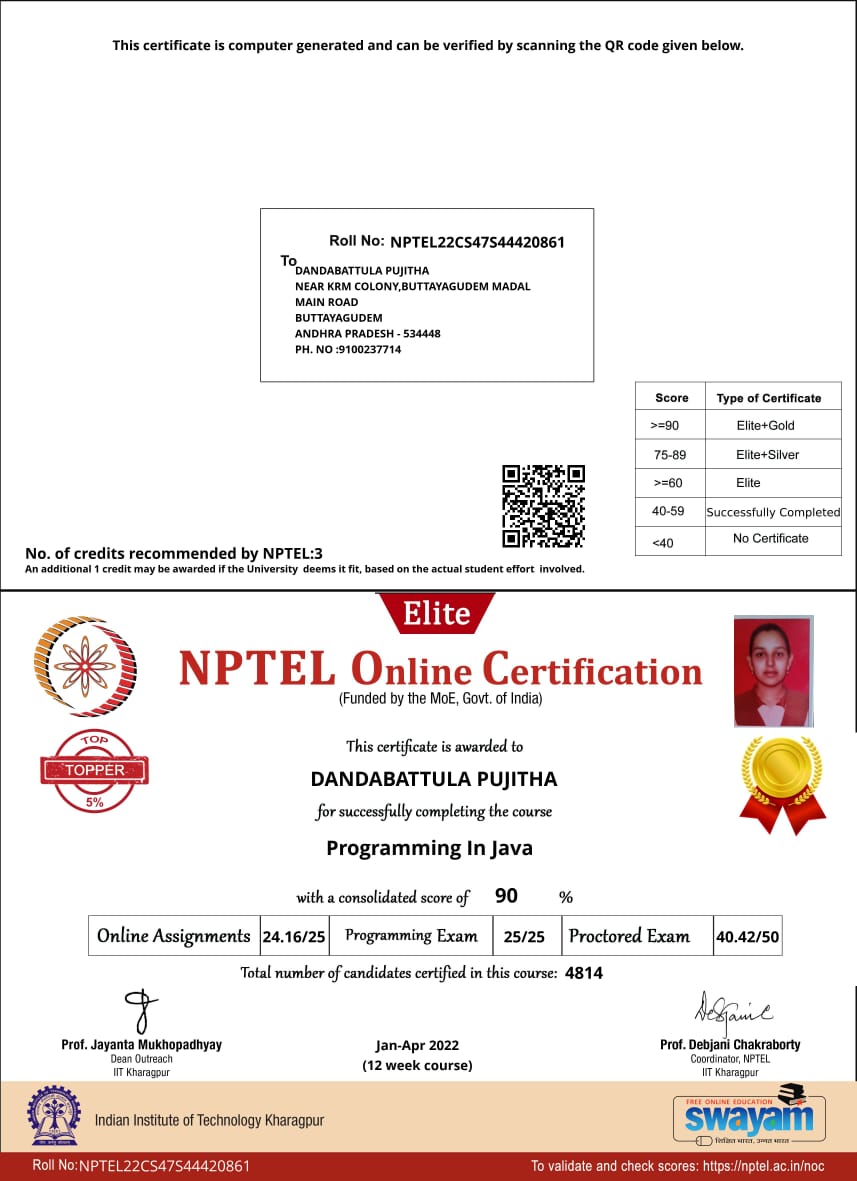 This certificate is computer generated and can be verified by scanning the QR code given below.
Roll No: NPTEL22CS47S44420861
To
DANDABATTULA PUJITHA
NEAR KRM COLONY,BUTTAYAGUDEM MADAL
MAIN ROAD
BUTTAYAGUDEM
ANDHRA PRADESH - 534448
PH. NO :9100237714
Score Type of Certificate
>=90 Elite+Gold
75-89 Elite+Silver
>=60 Elite
40-59 Successfully Completed
<40 No Certificate
No. of credits recommended by NPTEL:3
An additional 1 credit may be awarded if the University deems it fit, based on the actual student effort involved.
Elite
NPTEL Online Certification
(Funded by the MoE, Govt. of India)
TOP
TOPPER
5%
This certificate is awarded to
DANDABATTULA PUJITHA
for successfully completing the course
Programming In Java
with a consolidated score of 90 %
Online Assignments 24.16/25 Programming Exam 25/25 Proctored Exam 40.42/50
Total number of candidates certified in this course: 4814
Prof. Jayanta Mukhopadhyay
Dean Outreach
IIT Kharagpur
Jan-Apr 2022
(12 week course)
Prof. Debjani Chakraborty
Coordinator, NPTEL
IIT Kharagpur
Indian Institute of Technology Kharagpur
FREE ONLINE EDUCATION
swayam
शिक्षित भारत, उन्नत भारत
Roll No:NPTEL22CS47S44420861
To validate and check scores: https://nptel.ac.in/noc